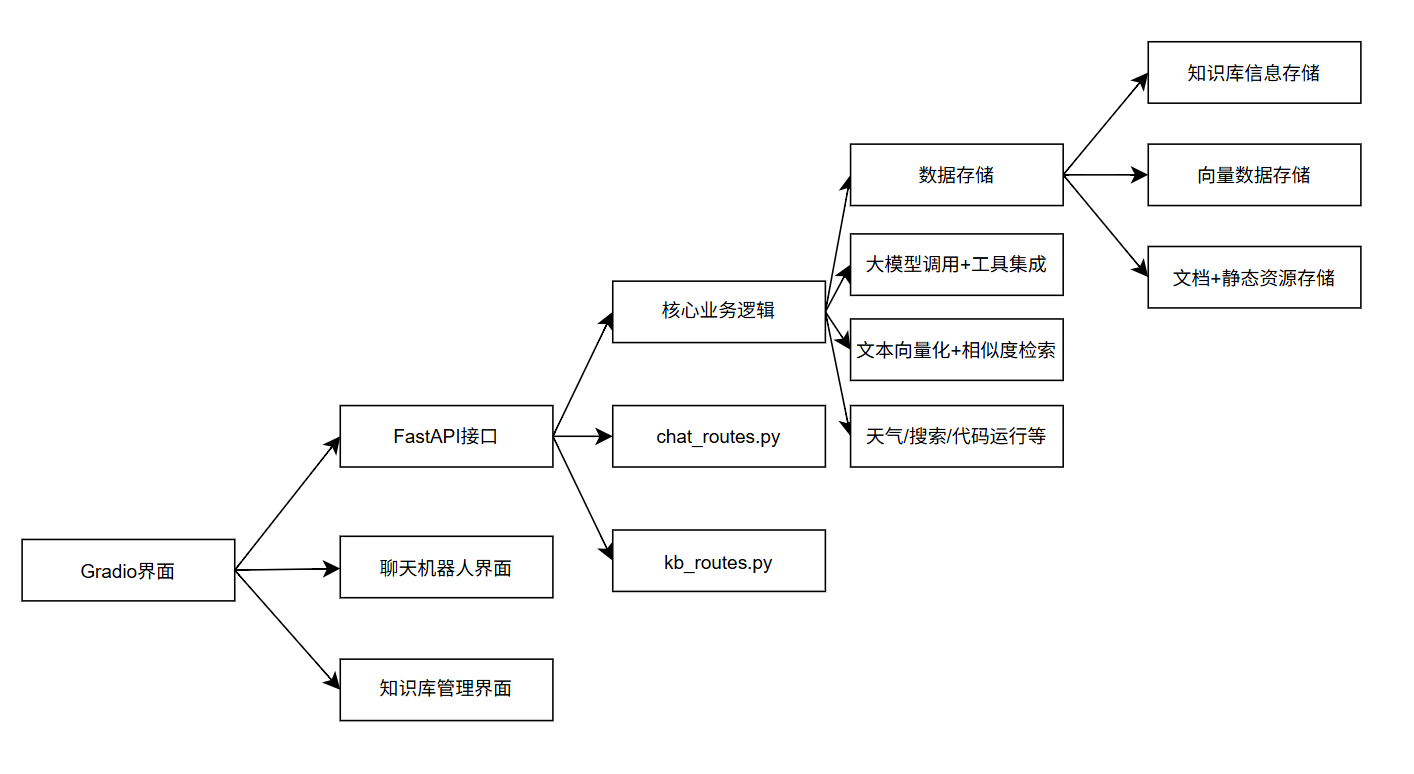 知识库信息存储
数据存储
向量数据存储
大模型调用+工具集成
文档+静态资源存储
核心业务逻辑
文本向量化+相似度检索
FastAPI接口
chat_routes.py
天气/搜索/代码运行等
Gradio界面
聊天机器人界面
kb_routes.py
知识库管理界面